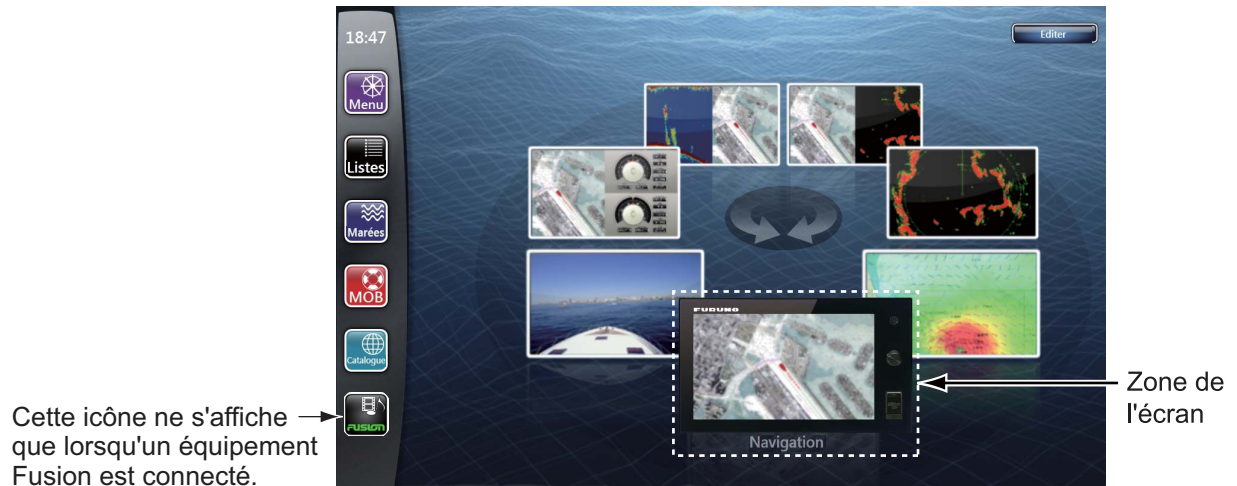 18:47
Editer
Menu
Listes
Marées
MOB
Catalogue
FUSION
FURUNO
Navigation
Zone de
l'écran
Cette icône ne s'affiche
que lorsqu'un équipement
Fusion est connecté.